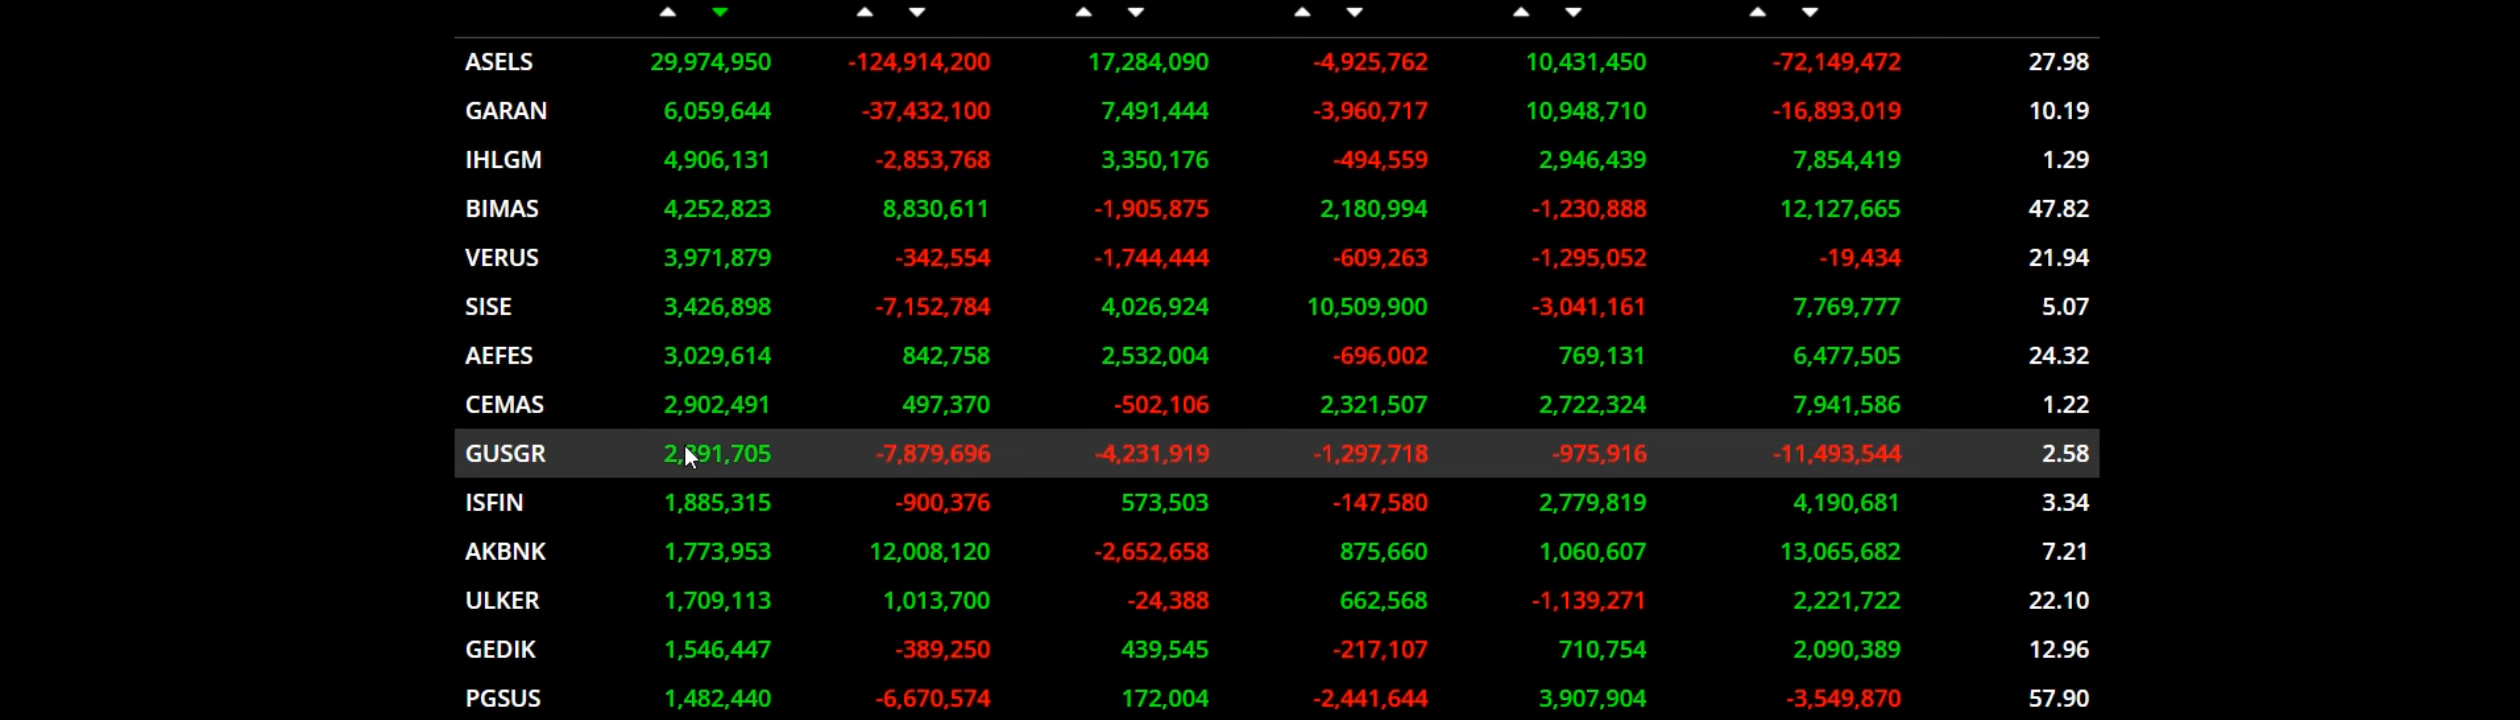 ASELS 29,974,950 -124,914,200 17,284,090 -4,925,762 10,431,450 -72,149,472 27.98
GARAN 6,059,644 -37,432,100 7,491,444 -3,960,717 10,948,710 -16,893,019 10.19
IHLGM 4,906,131 -2,853,768 3,350,176 -494,559 2,946,439 7,854,419 1.29
BIMAS 4,252,823 8,830,611 -1,905,875 2,180,994 -1,230,888 12,127,665 47.82
VERUS 3,971,879 -342,554 -1,744,444 -609,263 -1,295,052 -19,434 21.94
SISE 3,426,898 -7,152,784 4,026,924 10,509,900 -3,041,161 7,769,777 5.07
AEFES 3,029,614 842,758 2,532,004 -696,002 769,131 6,477,505 24.32
CEMAS 2,902,491 497,370 -502,106 2,321,507 2,722,324 7,941,586 1.22
GUSGR -7,879,696 -4,231,919 -1,297,718 -975,916 -11,493,544 2.58
ISFIN 1,885,315 -900,376 573,503 -147,580 2,779,819 4,190,681 3.34
AKBNK 1,773,953 12,008,120 -2,652,658 875,660 1,060,607 13,065,682 7.21
ULKER 1,709,113 1,013,700 -24,388 662,568 -1,139,271 2,221,722 22.10
GEDIK 1,546,447 -389,250 439,545 -217,107 710,754 2,090,389 12.96
PGSUS 1,482,440 -6,670,574 172,004 -2,441,644 3,907,904 -3,549,870 57.90